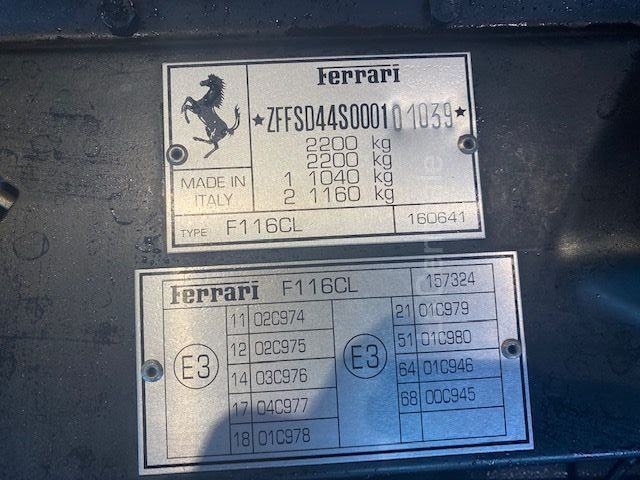 Ferrari
*ZFFSD44S000101039*
2200 kg
2200 kg
1 1040 kg
2 1160 kg
MADE IN
ITALY
TYPE F116CL
160641
Ferrari F116CL 157324
E3
11 02C974
12 02C975
14 03C976
17 04C977
18 01C978
E3
21 01C979
51 01C980
64 01C946
68 00C945